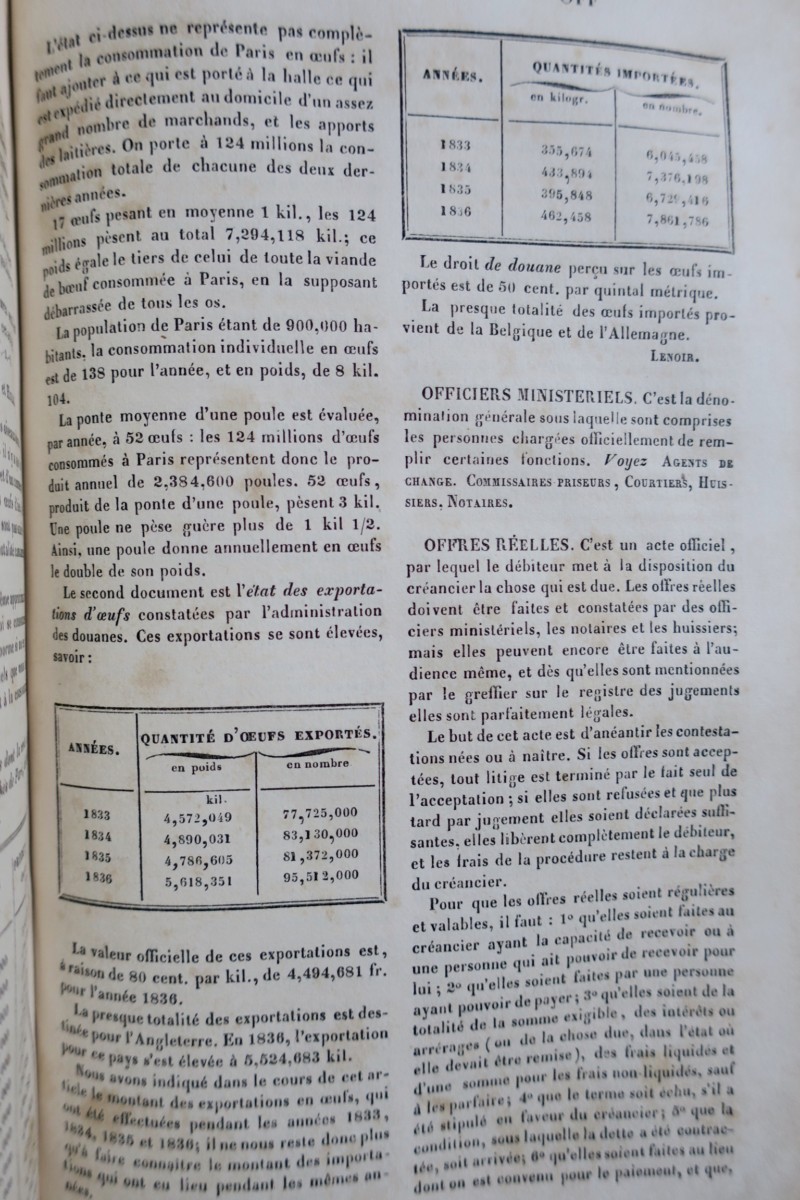 L'état ci-dessus ne représente pas complè-
tement la consommation de Paris en œufs : il
faut ajouter à ce qui est porté à la halle ce qui
est expédié directement au domicile d'un assez
grand nombre de marchands, et les apports
des laitières. On porte à 124 millions la con-
sommation totale de chacune des deux der-
nières années.
17 œufs pesant en moyenne 1 kil., les 124
millions pèsent au total 7,294,118 kil.; ce
poids égale le tiers de celui de toute la viande
de bœuf consommée à Paris, en la supposant
débarrassée de tous les os.
La population de Paris étant de 900,000 ha-
bitants, la consommation individuelle en œufs
est de 138 pour l'année, et en poids, de 8 kil.
104.
La ponte moyenne d'une poule est évaluée,
par année, à 52 œufs : les 124 millions d'œufs
consommés à Paris représentent donc le pro-
duit annuel de 2,384,600 poules. 52 œufs,
produit de la ponte d'une poule, pèsent 3 kil.
Une poule ne pèse guère plus de 1 kil 1/2.
Ainsi, une poule donne annuellement en œufs
le double de son poids.
Le second document est l'état des exporta-
tions d'œufs constatées par l'administration
des douanes. Ces exportations se sont élevées,
savoir :
ANNÉES. QUANTITÉ D'ŒUFS EXPORTÉS.
en poids en nombre
kil.
1833 4,572,049 77,725,000
1834 4,890,031 83,130,000
1835 4,786,605 81,372,000
1836 5,618,351 95,512,000
La valeur officielle de ces exportations est,
à raison de 80 cent. par kil., de 4,494,681 fr.
pour l'année 1836.
La presque totalité des exportations est des-
tinée pour l'Angleterre. En 1836, l'exportation
pour ce pays s'est élevée à 5,524,683 kil.
Nous avons indiqué dans le cours de cet ar-
ticle le montant des exportations en œufs, qui
ont été effectuées pendant les années 1833,
1834, 1835 et 1836; il ne nous reste donc plus
qu'à faire connaître le montant des importa-
tions qui ont eu lieu pendant les mêmes an-
nées.
ANNÉES. QUANTITÉS IMPORTÉES.
en kilogr. en nombre.
1833 355,674 6,045,458
1834 433,894 7,376,198
1835 395,848 6,729,416
1836 462,458 7,861,786
Le droit de douane perçu sur les œufs im-
portés est de 50 cent. par quintal métrique.
La presque totalité des œufs importés pro-
vient de la Belgique et de l'Allemagne.
LENOIR.
OFFICIERS MINISTERIELS. C'est la déno-
mination générale sous laquelle sont comprises
les personnes chargées officiellement de rem-
plir certaines fonctions. Voyez AGENTS DE
CHANGE. COMMISSAIRES PRISEURS, COURTIERS, HUIS-
SIERS, NOTAIRES.
OFFRES RÉELLES. C'est un acte officiel,
par lequel le débiteur met à la disposition du
créancier la chose qui est due. Les offres réelles
doivent être faites et constatées par des offi-
ciers ministériels, les notaires et les huissiers;
mais elles peuvent encore être faites à l'au-
dience même, et dès qu'elles sont mentionnées
par le greffier sur le registre des jugements
elles sont parfaitement légales.
Le but de cet acte est d'anéantir les contesta-
tions nées ou à naître. Si les offres sont accep-
tées, tout litige est terminé par le fait seul de
l'acceptation ; si elles sont refusées et que plus
tard par jugement elles soient déclarées suffi-
santes, elles libèrent complètement le débiteur,
et les frais de la procédure restent à la charge
du créancier.
Pour que les offres réelles soient régulières
et valables, il faut : 1° qu'elles soient faites au
créancier ayant la capacité de recevoir ou à
une personne qui ait pouvoir de recevoir pour
lui ; 2° qu'elles soient faites par une personne
ayant pouvoir de payer ; 3° qu'elles soient de la
totalité de la somme exigible, des intérêts ou
arrérages (ou de la chose due, dans l'état où
elle devait être remise), des frais liquidés et
d'une somme pour les frais non liquidés, sauf
à les parfaire ; 4° que le terme soit échu, s'il a
été stipulé en faveur du créancier ; 5° que la
condition, sous laquelle la dette a été contrac-
tée, soit arrivée; 6° qu'elles soient faites au lieu
dont on est convenu pour le paiement, et que,